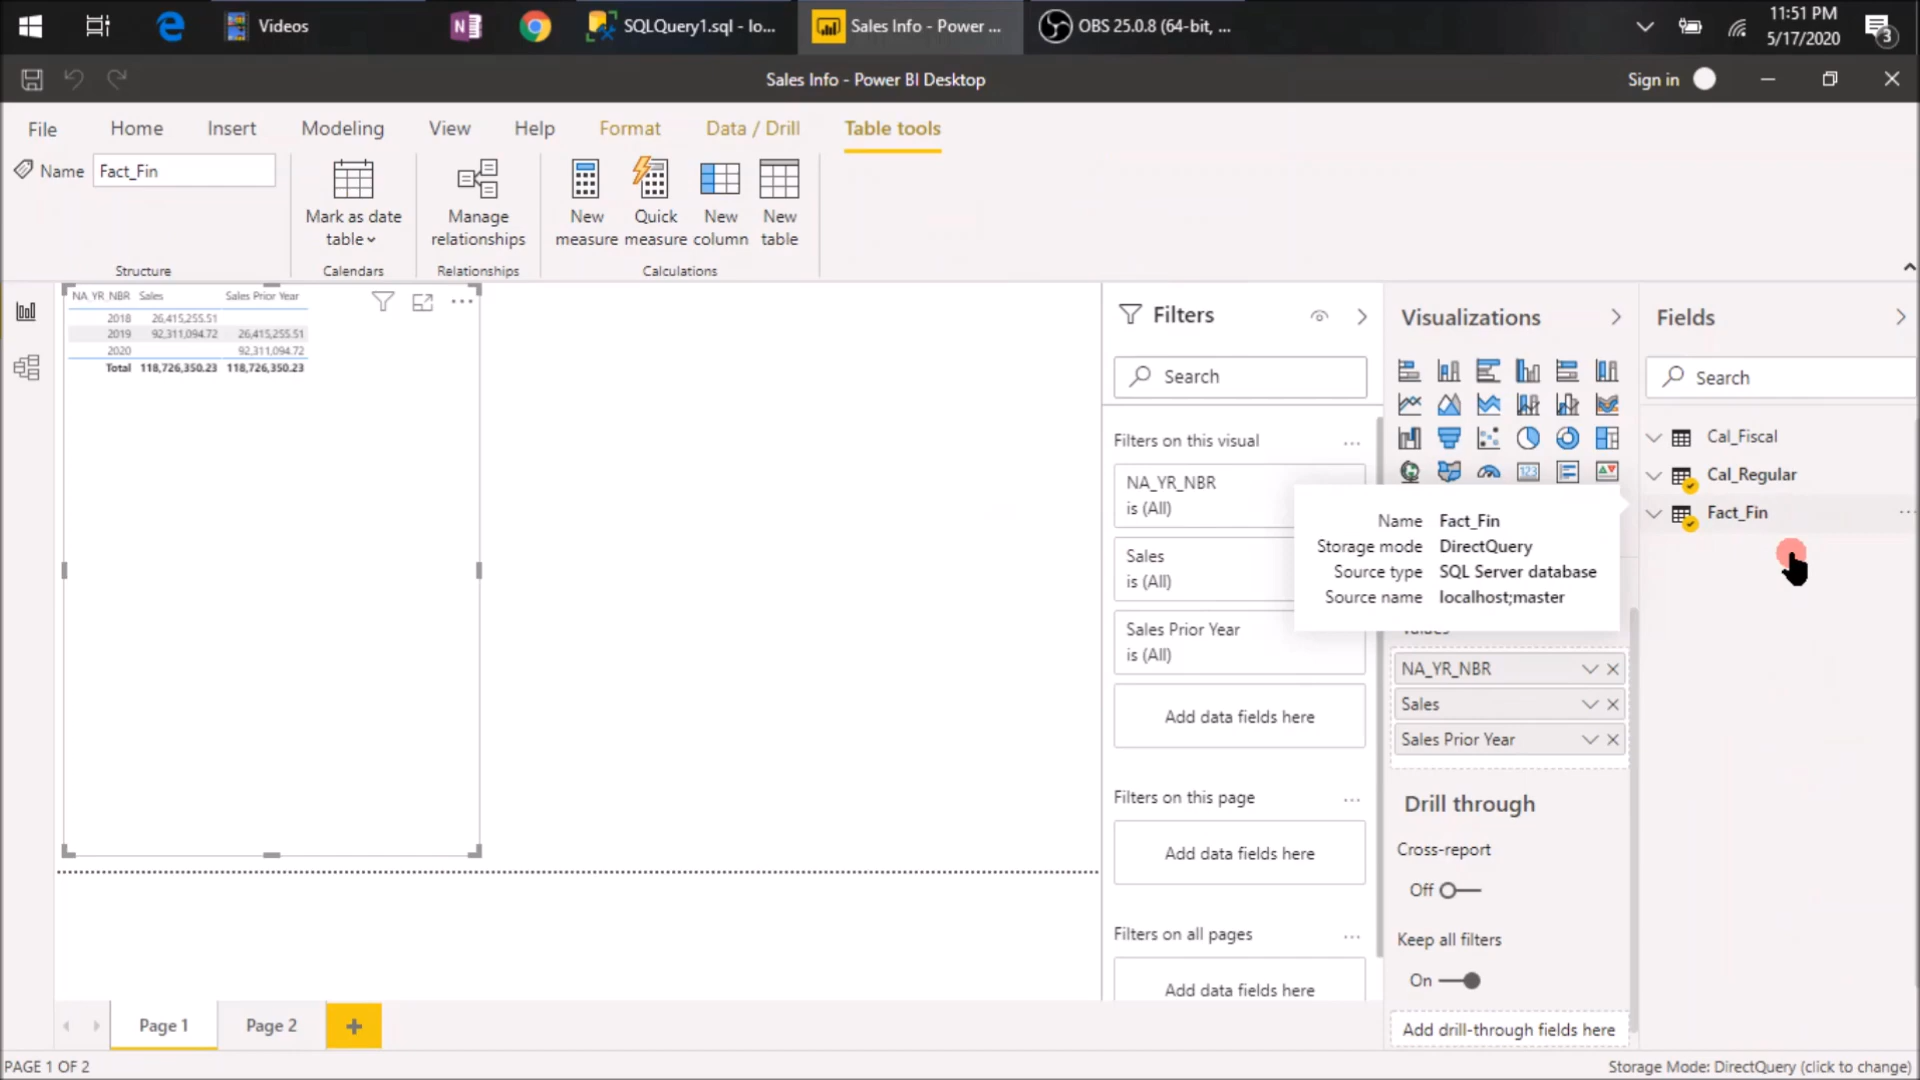 Videos
SQLQuery1.sql - lo...
Sales Info - Power ...
OBS 25.0.8 (64-bit, ...
11:51 PM
5/17/2020
3
Sales Info - Power BI Desktop
Sign in
File
Home
Insert
Modeling
View
Help
Format
Data / Drill
Table tools
Name
Fact_Fin
Mark as date
table
Manage
relationships
New
measure
Quick
measure
New
column
New
table
Structure
Calendars
Relationships
Calculations
NA_YR_NBR Sales Sales Prior Year
2018 26,415,255.51
2019 92,311,094.72 26,415,255.51
2020 92,311,094.72
Total 118,726,350.23 118,726,350.23
Filters
Search
Filters on this visual
NA_YR_NBR
is (All)
Sales
is (All)
Sales Prior Year
is (All)
Add data fields here
Filters on this page
Add data fields here
Filters on all pages
Add data fields here
Visualizations
123
Name Fact_Fin
Storage mode DirectQuery
Source type SQL Server database
Source name localhost;master
Values
NA_YR_NBR
Sales
Sales Prior Year
Drill through
Cross-report
Off
Keep all filters
On
Add drill-through fields here
Fields
Search
Cal_Fiscal
Cal_Regular
Fact_Fin
Page 1
Page 2
PAGE 1 OF 2
Storage Mode: DirectQuery (click to change)